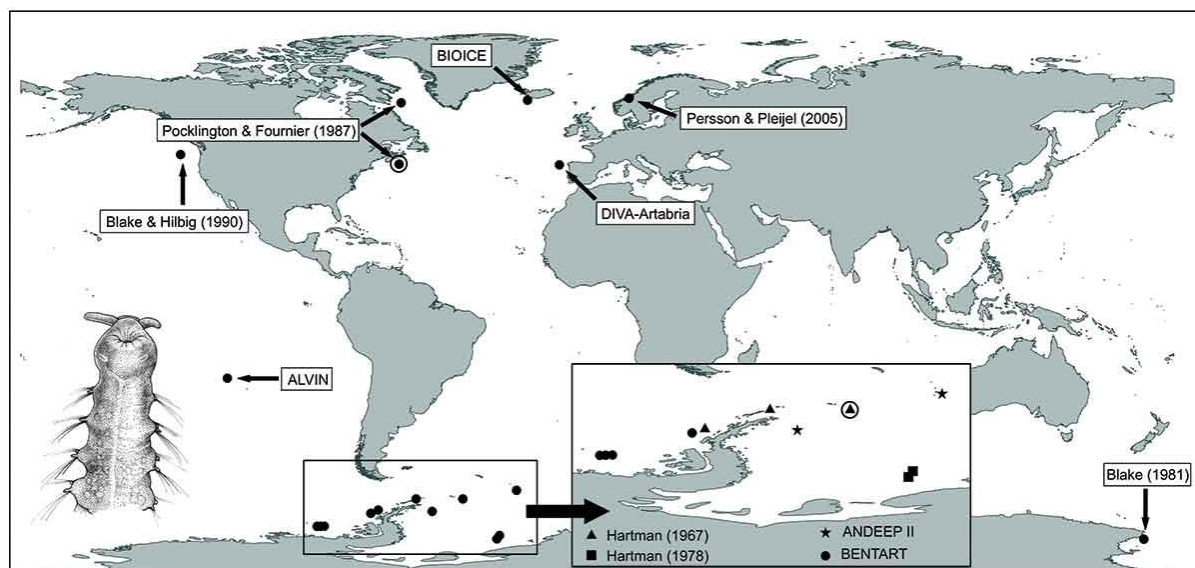 BIOICE
Persson & Pleijel (2005)
Pocklington & Fournier (1987)
Blake & Hilbig (1990)
DIVA-Artabria
ALVIN
Blake (1981)
Hartman (1967)
ANDEEP II
Hartman (1978)
BENTART